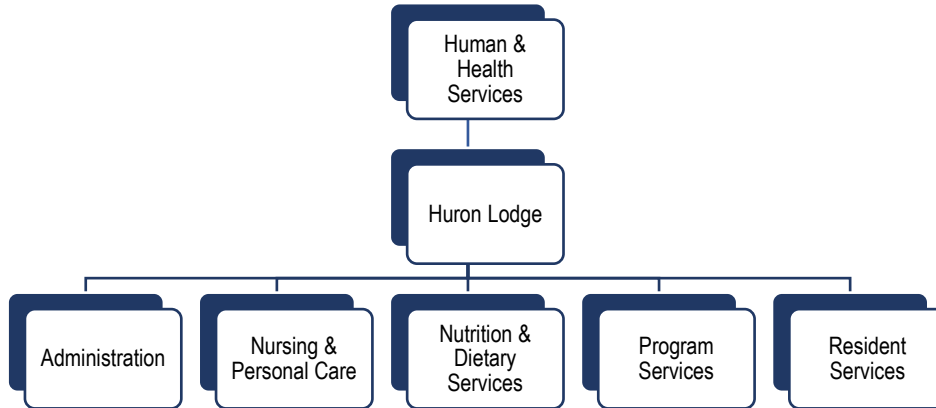 Human &
Health
Services
Huron Lodge
Administration
Nursing &
Personal Care
Nutrition &
Dietary
Services
Program
Services
Resident
Services